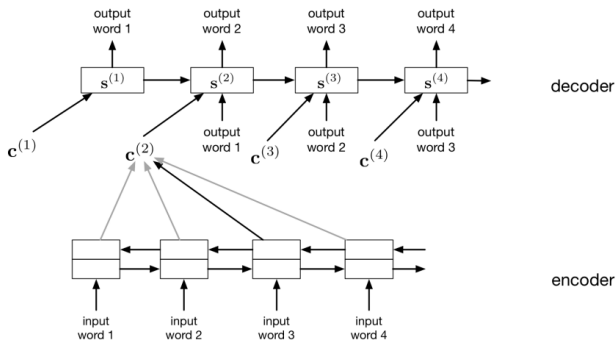 output word 1
output word 2
output word 3
output word 4
s(1)
s(2)
s(3)
s(4)
decoder
c(1)
c(2)
output word 1
c(3)
output word 2
c(4)
output word 3
encoder
input word 1
input word 2
input word 3
input word 4